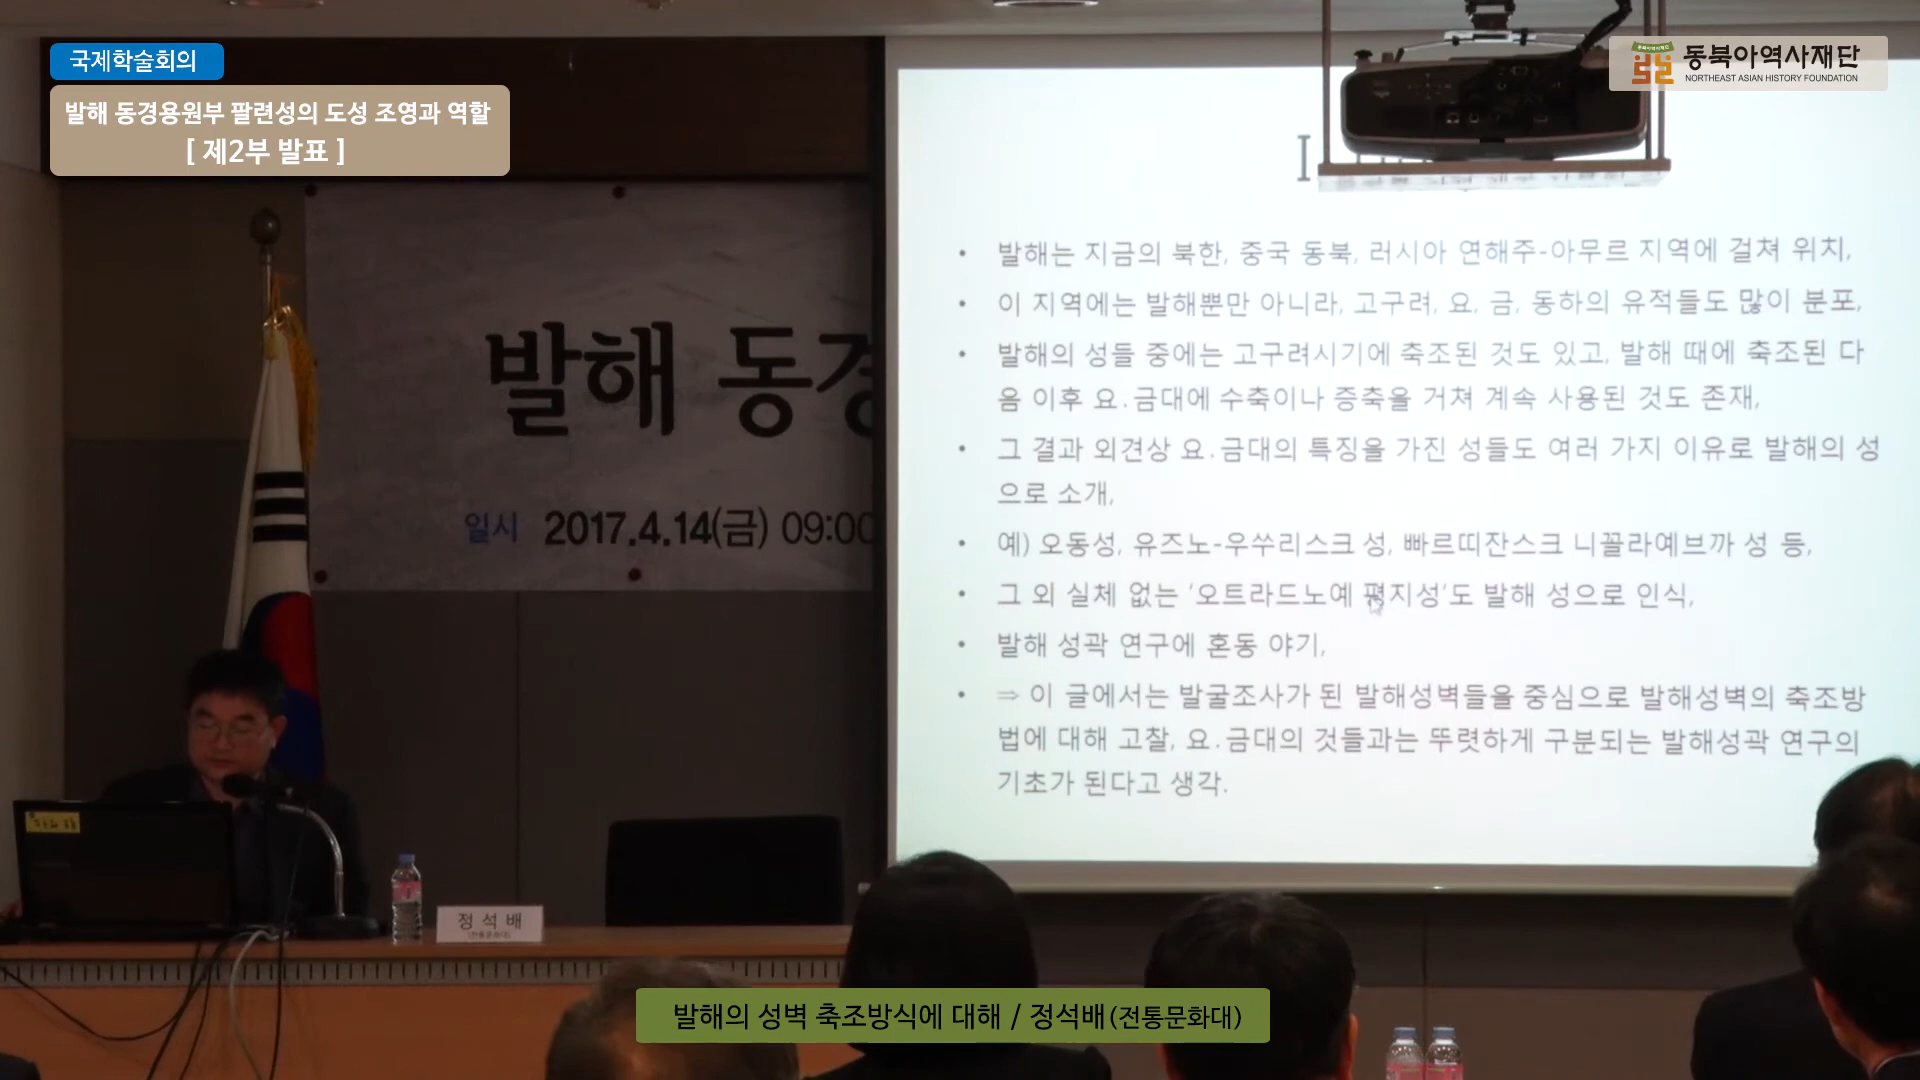 국제학술회의
발해 동경용원부 팔련성의 도성 조영과 역할
[ 제2부 발표 ]
동북아역사재단
NORTHEAST ASIAN HISTORY FOUNDATION
발해 동경
일시 2017.4.14(금) 09:00
I
• 발해는 지금의 북한, 중국 동북, 러시아 연해주-아무르 지역에 걸쳐 위치,
• 이 지역에는 발해뿐만 아니라, 고구려, 요, 금, 동하의 유적들도 많이 분포,
• 발해의 성들 중에는 고구려시기에 축조된 것도 있고, 발해 때에 축조된 다
음 이후 요.금대에 수축이나 증축을 거쳐 계속 사용된 것도 존재,
• 그 결과 외견상 요.금대의 특징을 가진 성들도 여러 가지 이유로 발해의 성
으로 소개,
• 예) 오동성, 유즈노-우쑤리스크 성, 빠르띠잔스크 니꼴라예브까 성 등,
• 그 외 실체 없는 '오트라드노예 평지성'도 발해 성으로 인식,
• 발해 성곽 연구에 혼동 야기,
• ⇒ 이 글에서는 발굴조사가 된 발해성벽들을 중심으로 발해성벽의 축조방
법에 대해 고찰, 요.금대의 것들과는 뚜렷하게 구분되는 발해성곽 연구의
기초가 된다고 생각.
정석배
발해의 성벽 축조방식에 대해 / 정석배(전통문화대)